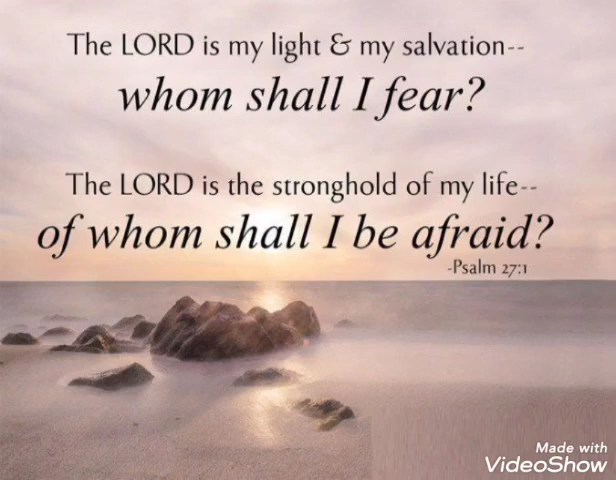 The LORD is my light & my salvation--
whom shall I fear?
The LORD is the stronghold of my life--
of whom shall I be afraid?
-Psalm 27:1
Made with
VideoShow